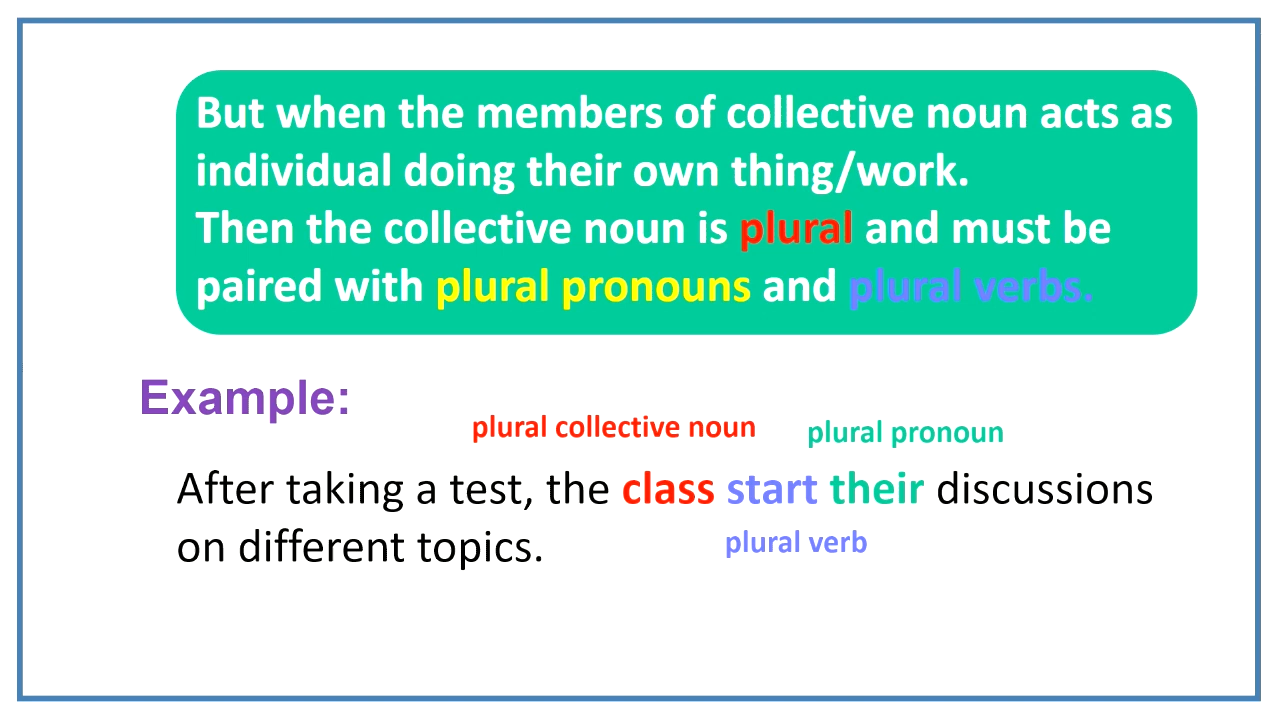 But when the members of collective noun acts as
individual doing their own thing/work.
Then the collective noun is plural and must be
paired with plural pronouns and plural verbs.
Example:
plural collective noun plural pronoun
After taking a test, the class start their discussions
on different topics.
plural verb